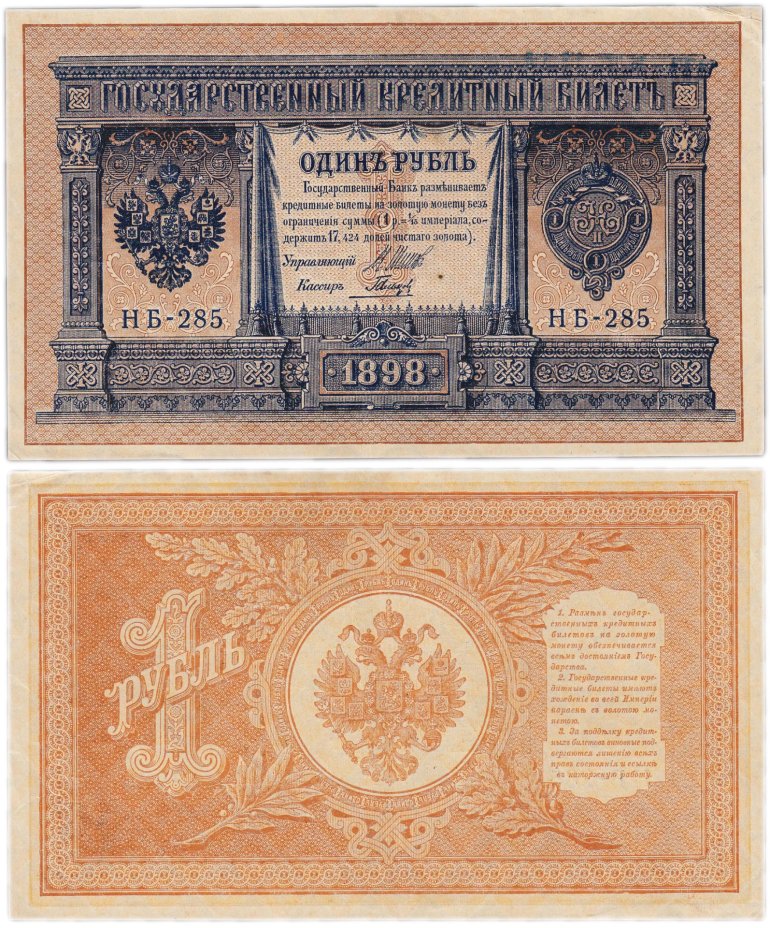 ГОСУДАРСТВЕННЫЙ КРЕДИТНЫЙ БИЛЕТЪ
ОДИНЪ РУБЛЬ
Государственный Банкъ размѣниваетъ
кредитные билеты на золотую монету безъ
ограниченія суммы (1 р.=1/15 имперіала, со-
держитъ 17,424 долей чистаго золота).
Управляющій
Кассиръ
НБ-285
НБ-285
1898
1
РУБЛЬ
1. Размѣнъ государ-
ственныхъ кредитныхъ
билетовъ на золотую
монету обезпечивается
всѣмъ достояніемъ Госу-
дарства.
2. Государственные кре-
дитные билеты имѣютъ
хожденіе во всей Имперіи
наравнѣ съ золотою мо-
нетою.
3. За поддѣлку кредит-
ныхъ билетовъ виновные под-
вергаются лишенію всѣхъ
правъ состоянія и ссылкѣ
въ каторжную работу.